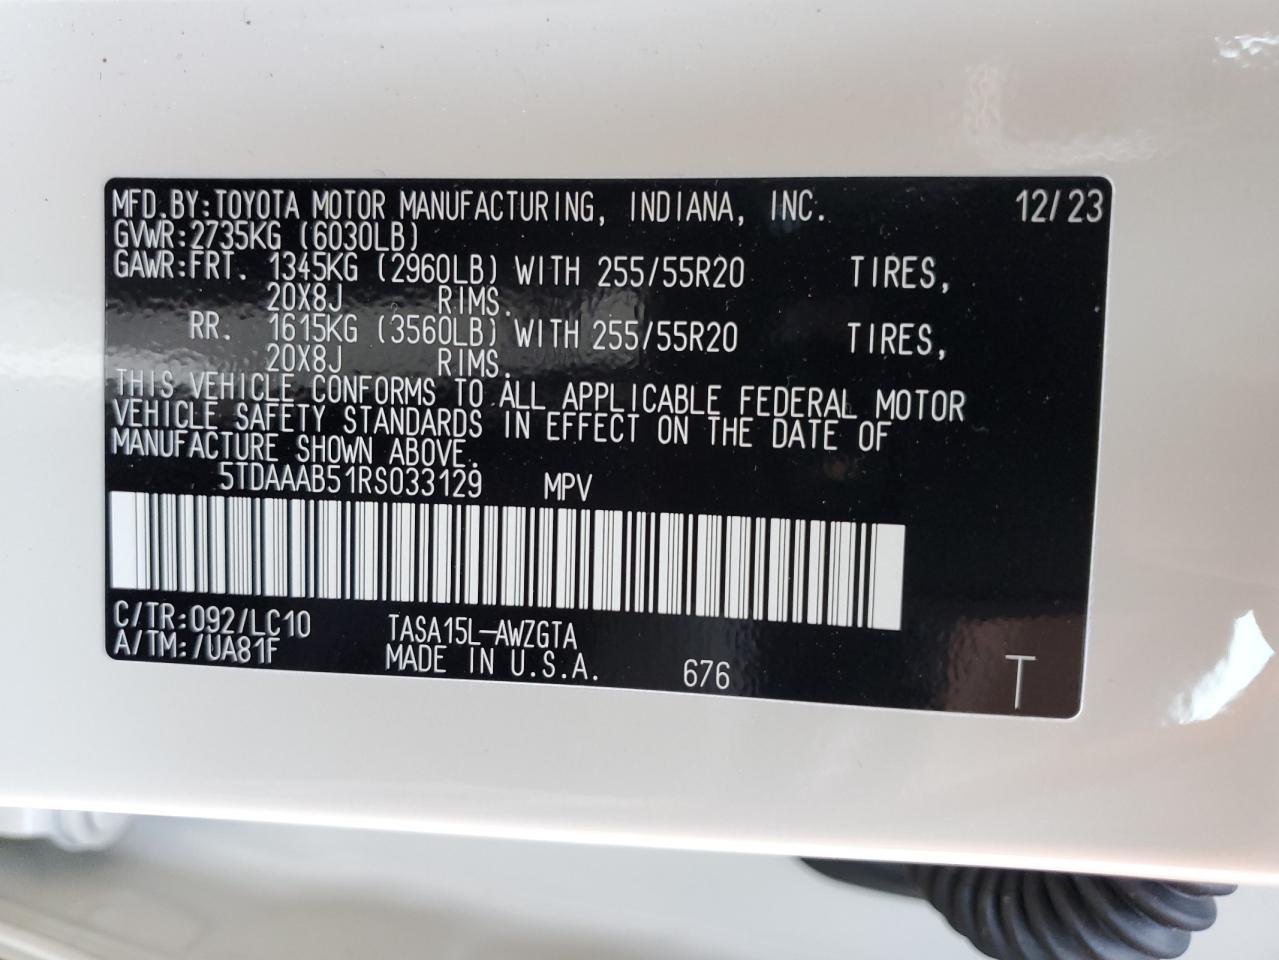 MFD.BY:TOYOTA MOTOR MANUFACTURING, INDIANA, INC. 12/23
GVWR:2735KG (6030LB)
GAWR:FRT. 1345KG (2960LB) WITH 255/55R20 TIRES,
20X8J RIMS.
RR. 1615KG (3560LB) WITH 255/55R20 TIRES,
20X8J RIMS.
THIS VEHICLE CONFORMS TO ALL APPLICABLE FEDERAL MOTOR
VEHICLE SAFETY STANDARDS IN EFFECT ON THE DATE OF
MANUFACTURE SHOWN ABOVE.
5TDAAAB51RS033129 MPV
C/TR:092/LC10 TASA15L-AWZGTA
A/TM:/UA81F MADE IN U.S.A. 676 T